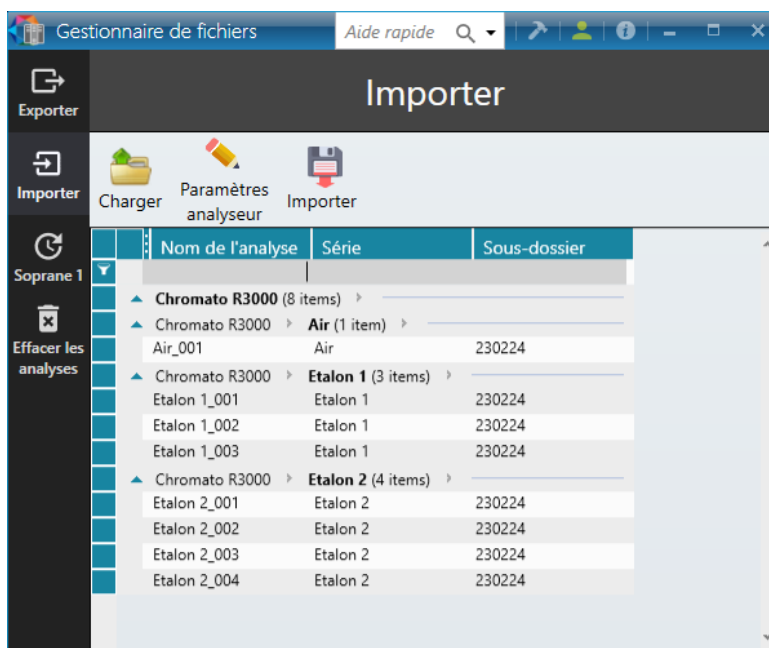 Gestionnaire de fichiers Aide rapide
Exporter
Importer
Importer
Charger
Paramètres analyseur
Importer
Soprane 1
Effacer les analyses
Nom de l'analyse Série Sous-dossier
Chromato R3000 (8 items)
Chromato R3000 Air (1 item)
Air_001 Air 230224
Chromato R3000 Etalon 1 (3 items)
Etalon 1_001 Etalon 1 230224
Etalon 1_002 Etalon 1 230224
Etalon 1_003 Etalon 1 230224
Chromato R3000 Etalon 2 (4 items)
Etalon 2_001 Etalon 2 230224
Etalon 2_002 Etalon 2 230224
Etalon 2_003 Etalon 2 230224
Etalon 2_004 Etalon 2 230224